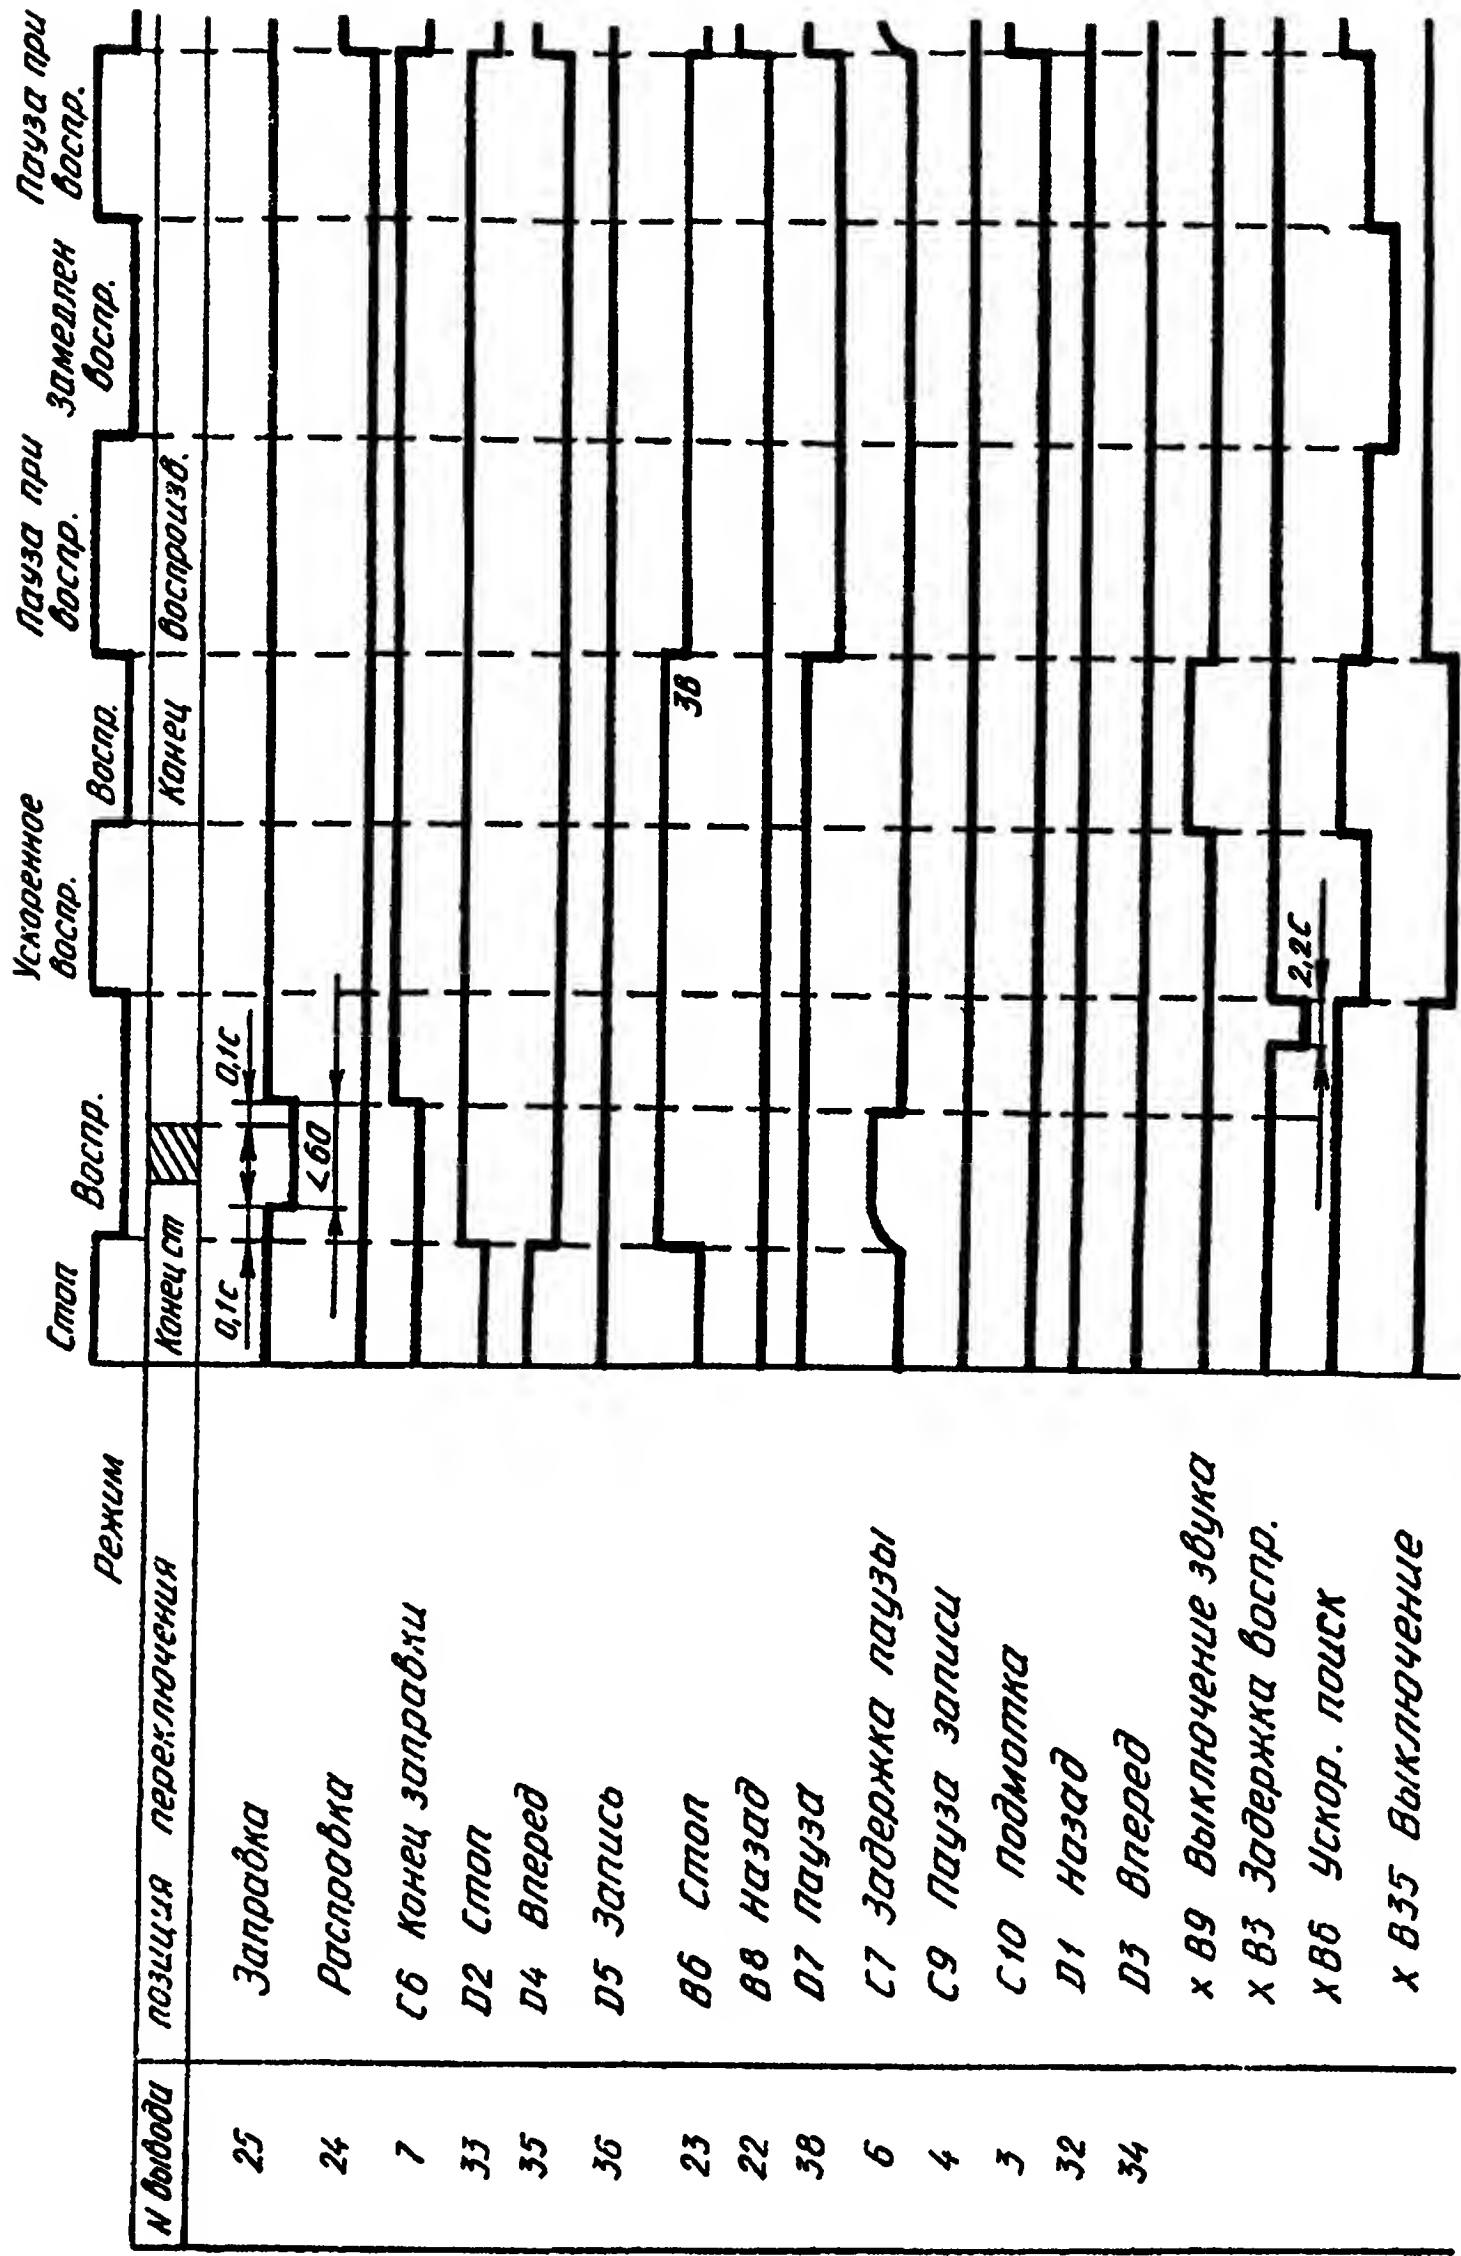 Режим
Стоп
Воспр.
Ускоренное
воспр.
Воспр.
Пауза при
воспр.
Замедлен
воспр.
Пауза при
воспр.
N выводи позиция переключения
Конец ст
Конец воспроизв.
25 Заправка
0,1с
0,1с
<60
24 Расправка
7 С6 Конец заправки
33 D2 Стоп
35 D4 Вперед
36 D5 Запись
23 В6 Стоп
3В
22 В8 Назад
38 D7 Пауза
6 С7 Задержка паузы
4 С9 Пауза записи
3 С10 Подмотка
32 D1 Назад
34 D3 Вперед
х В9 Выключение звука
х В3 Задержка воспр.
2,2с
х В6 Ускор. поиск
х В35 Выключение